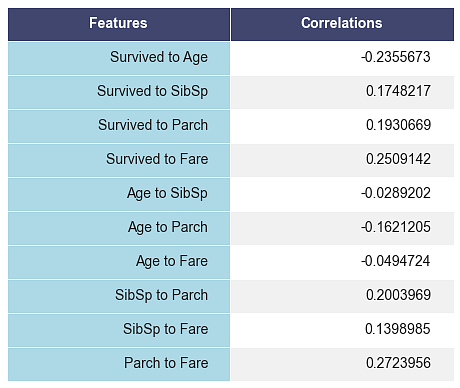 Features Correlations
Survived to Age -0.2355673
Survived to SibSp 0.1748217
Survived to Parch 0.1930669
Survived to Fare 0.2509142
Age to SibSp -0.0289202
Age to Parch -0.1621205
Age to Fare -0.0494724
SibSp to Parch 0.2003969
SibSp to Fare 0.1398985
Parch to Fare 0.2723956